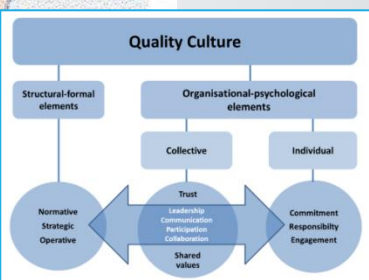 Quality Culture
Structural-formal
elements
Organisational-psychological
elements
Collective
Individual
Normative
Strategic
Operative
Trust
Leadership
Communication
Participation
Collaboration
Shared
values
Commitment
Responsibilty
Engagement